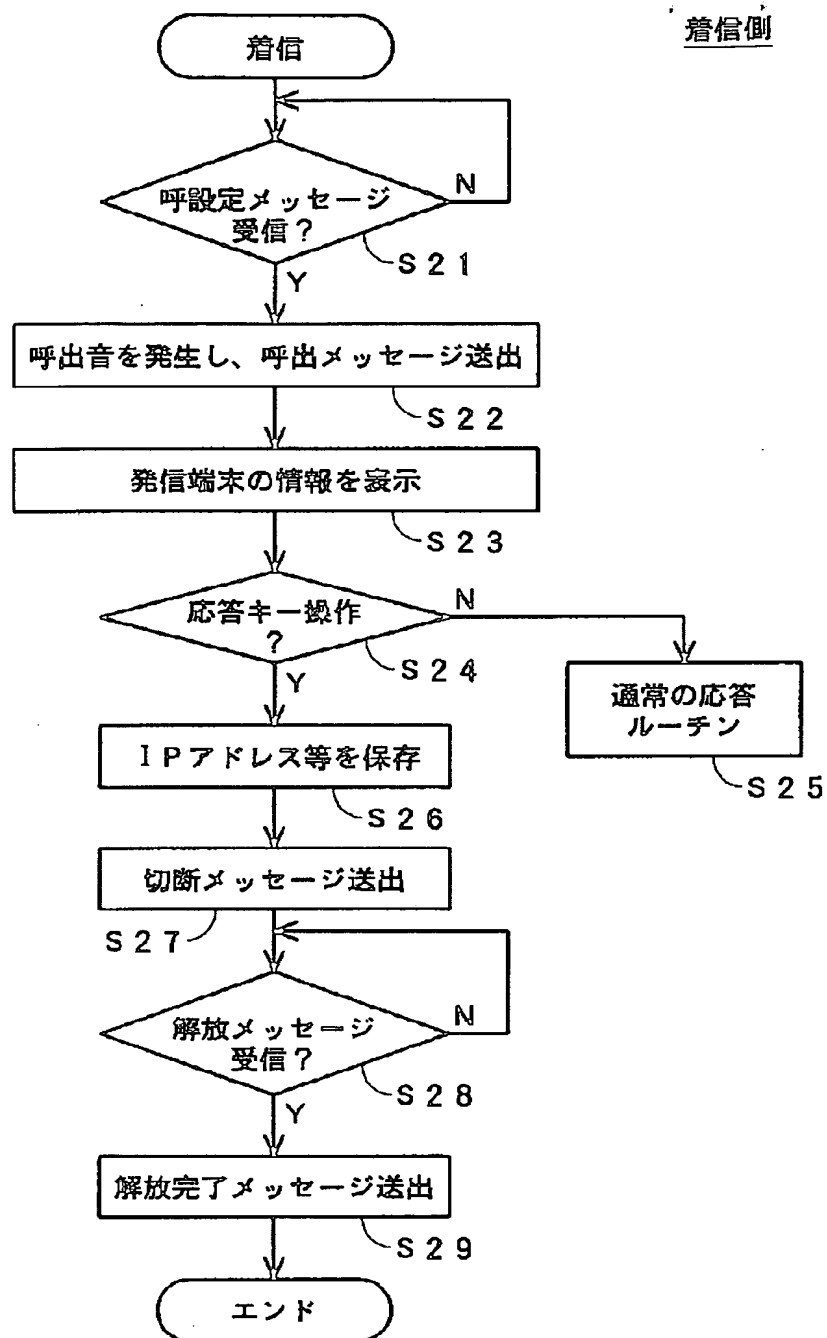 着信側
着信
呼設定メッセージ
受信？
N
S21
Y
呼出音を発生し、呼出メッセージ送出
S22
発信端末の情報を表示
S23
応答キー操作
？
N
S24
Y
通常の応答
ルーチン
S25
IPアドレス等を保存
S26
切断メッセージ送出
S27
解放メッセージ
受信？
N
S28
Y
解放完了メッセージ送出
S29
エンド